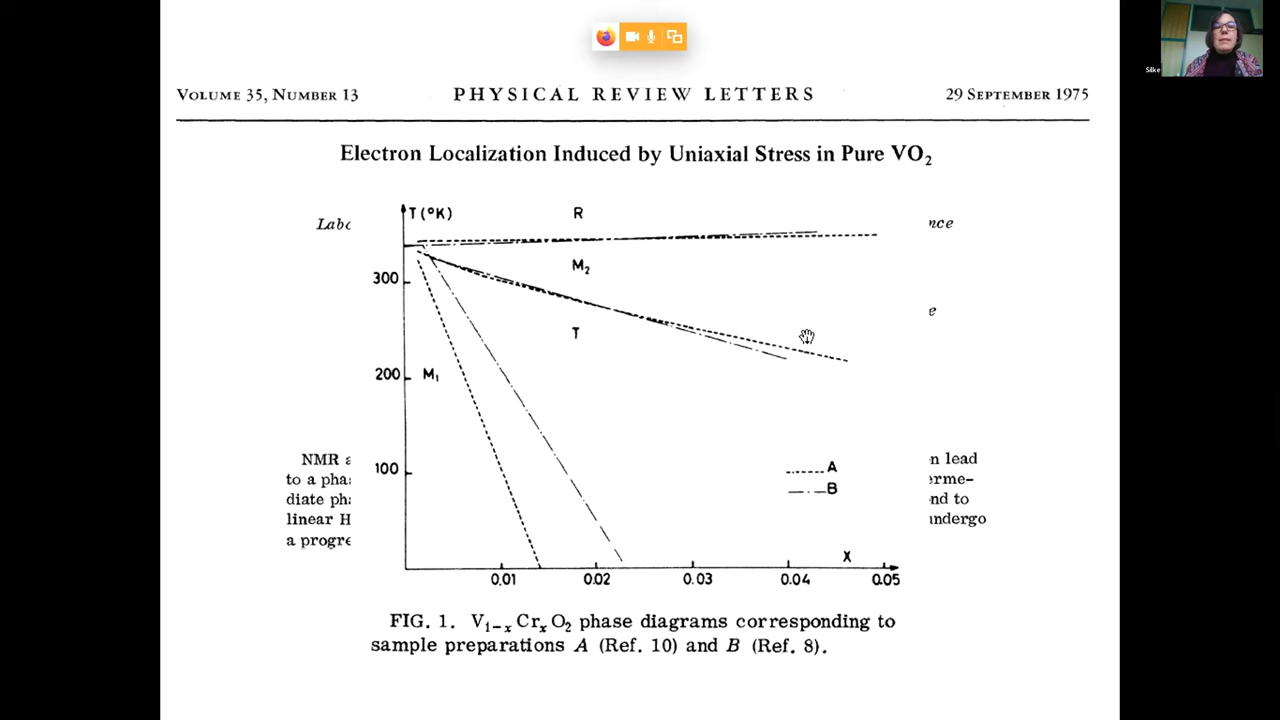 Silke
VOLUME 35, NUMBER 13 PHYSICAL REVIEW LETTERS 29 SEPTEMBER 1975
Electron Localization Induced by Uniaxial Stress in Pure VO₂
T(°K) R
nce
M₂
300
e
T
200 M₁
NMR
n lead
100 A
to a pha
diate pha
B
nd to
linear H
undergo
a progre
X
0.01 0.02 0.03 0.04 0.05
FIG. 1. V₁₋ₓCrₓO₂ phase diagrams corresponding to
sample preparations A (Ref. 10) and B (Ref. 8).